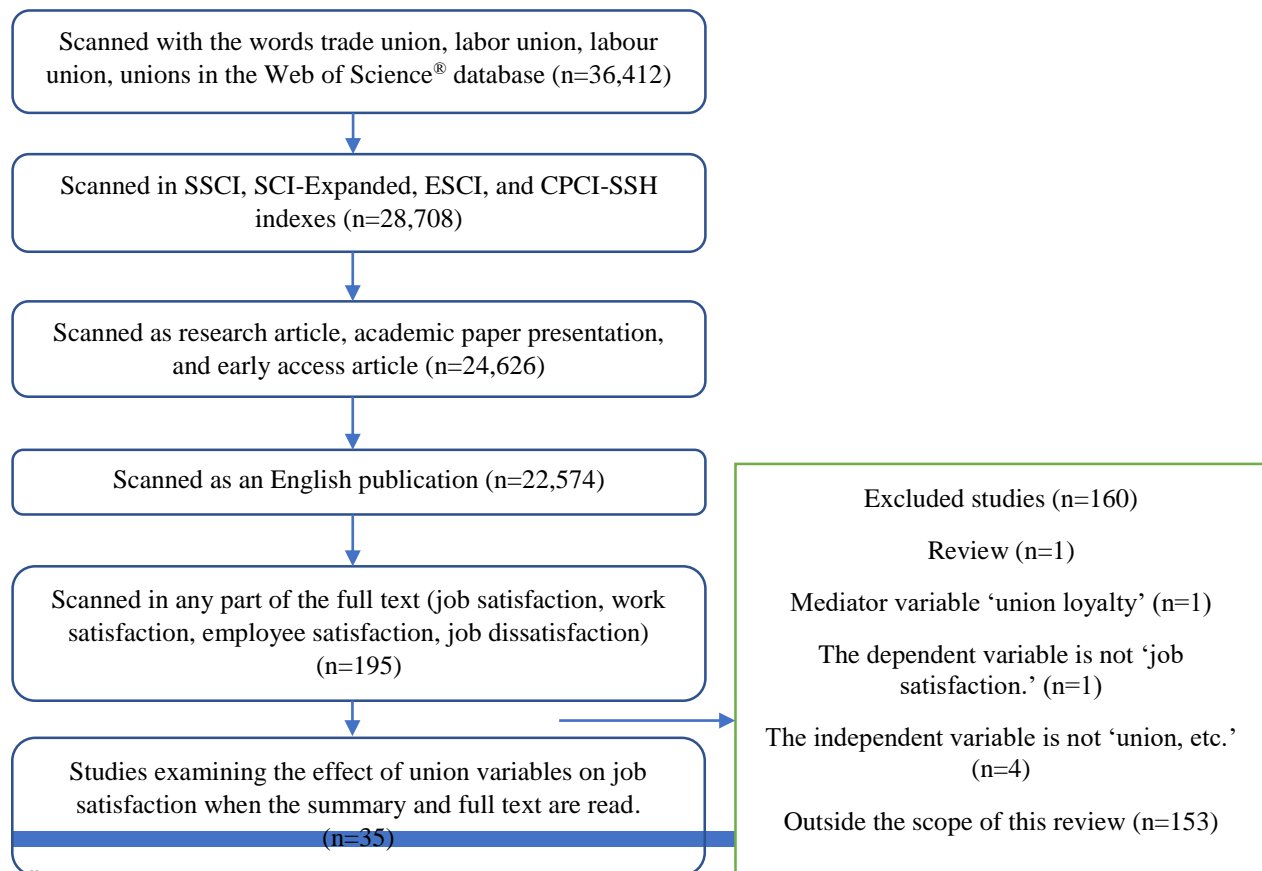 Scanned with the words trade union, labor union, labour
union, unions in the Web of Science® database (n=36,412)
Scanned in SSCI, SCI-Expanded, ESCI, and CPCI-SSH
indexes (n=28,708)
Scanned as research article, academic paper presentation,
and early access article (n=24,626)
Scanned as an English publication (n=22,574)
Scanned in any part of the full text (job satisfaction, work
satisfaction, employee satisfaction, job dissatisfaction)
(n=195)
Studies examining the effect of union variables on job
satisfaction when the summary and full text are read.
(n=35)
Excluded studies (n=160)
Review (n=1)
Mediator variable ‘union loyalty’ (n=1)
The dependent variable is not ‘job
satisfaction.’ (n=1)
The independent variable is not ‘union, etc.’
(n=4)
Outside the scope of this review (n=153)